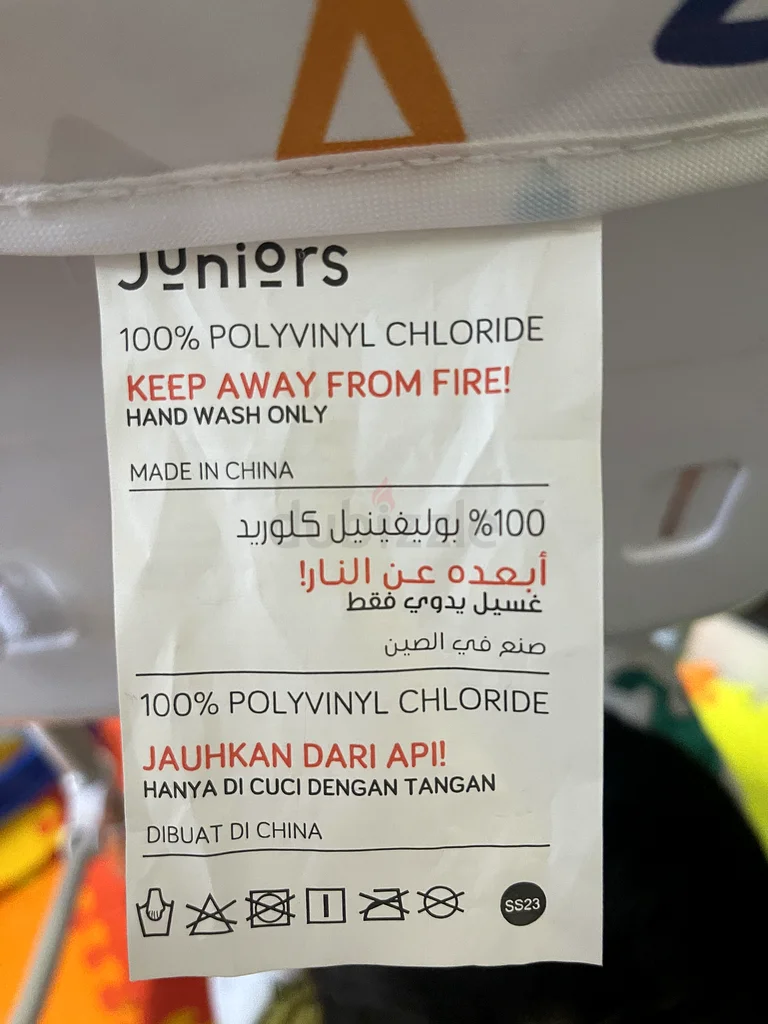 Juniors
100% POLYVINYL CHLORIDE
KEEP AWAY FROM FIRE!
HAND WASH ONLY
MADE IN CHINA
100% بوليفينيل كلوريد
أبعده عن النار!
غسيل يدوي فقط
صنع في الصين
100% POLYVINYL CHLORIDE
JAUHKAN DARI API!
HANYA DI CUCI DENGAN TANGAN
DIBUAT DI CHINA
SS23
dubizzle